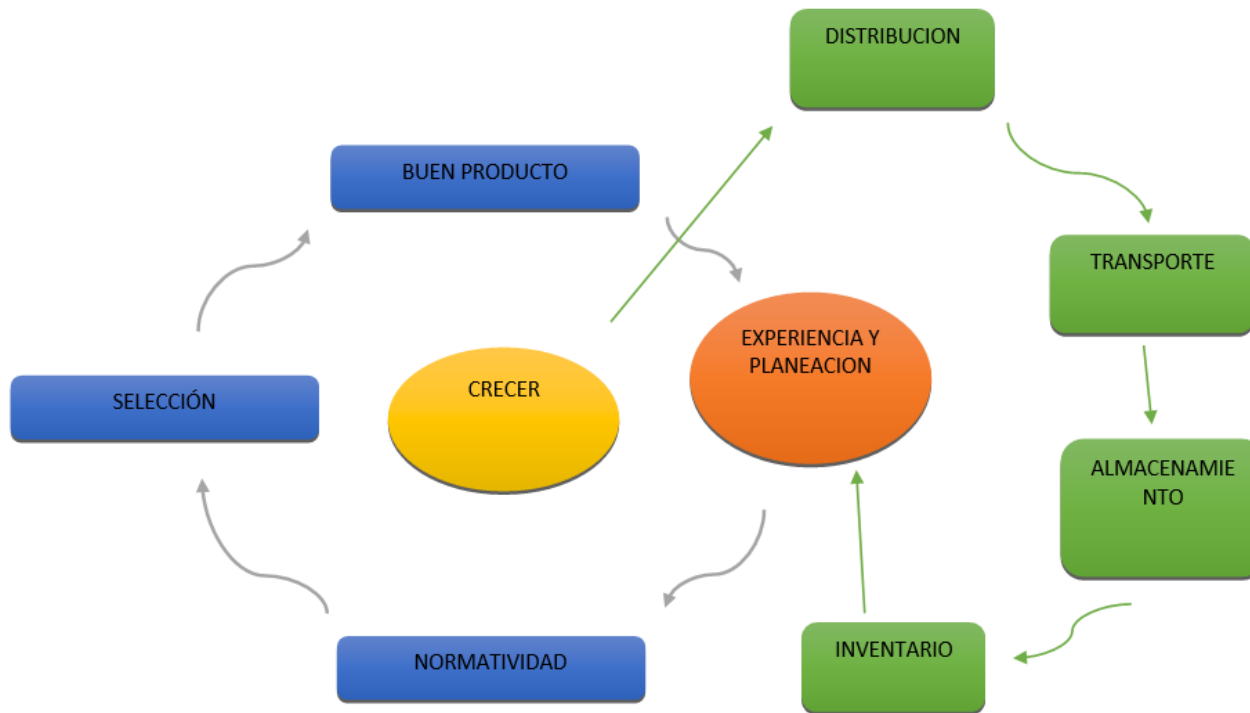 DISTRIBUCION
BUEN PRODUCTO
TRANSPORTE
EXPERIENCIA Y
PLANEACION
CRECER
SELECCIÓN
ALMACENAMIE
NTO
NORMATIVIDAD
INVENTARIO